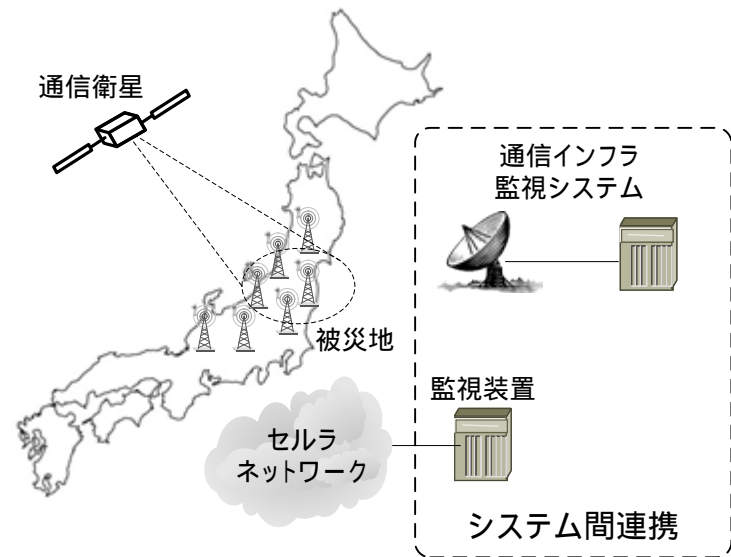 通信衛星
通信インフラ
監視システム
被災地
監視装置
セルラ
ネットワーク
システム間連携